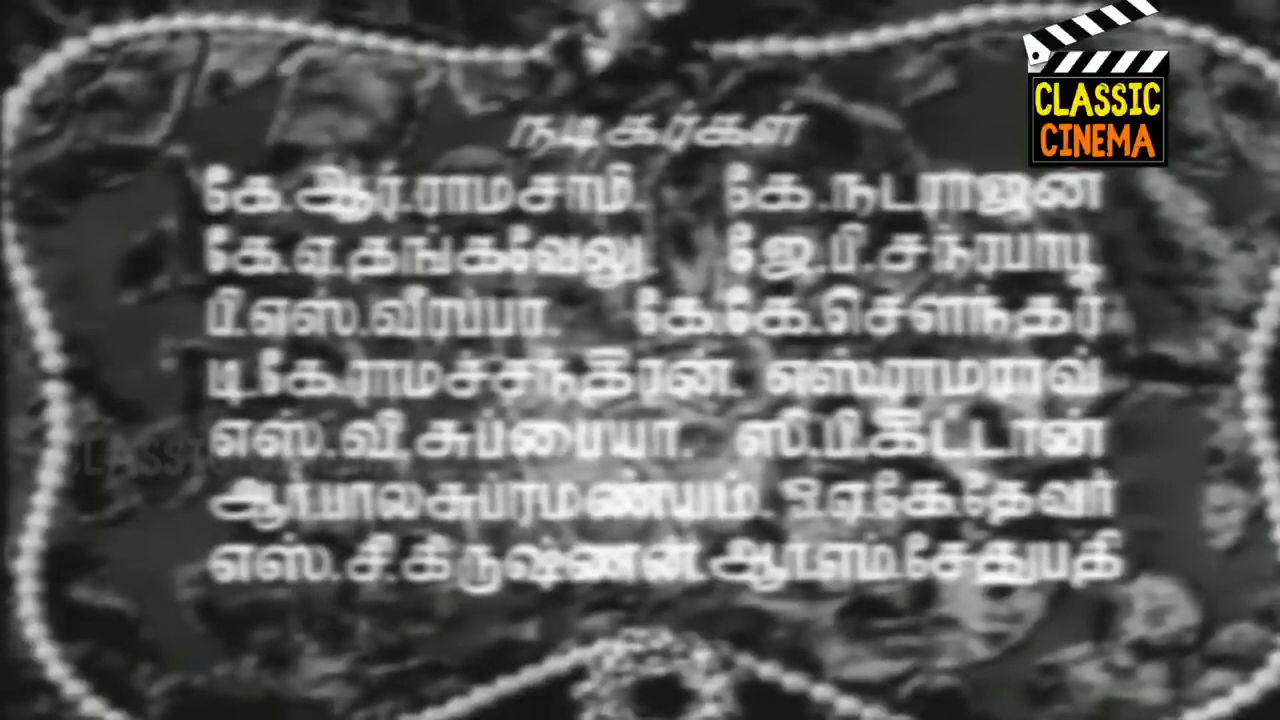 CLASSIC
CINEMA
நடிகர்கள்
கே.ஆர்.ராமசாமி. கே.நடராஜன்
கே.ஏ.தங்கவேலு. ஜே.பி.சந்ரபாபு
பி.எஸ்.வீரப்பா. கே.கே.சௌந்தர்
டி.கே.ராமச்சந்திரன். எஸ்.ராமராவ்
எஸ்.வி.சுப்பையா. ஸி.பி.கிட்டான்
ஆர்.பாலசுப்ரமண்யம். ஏ.கே.தேவர்
எஸ்.சி.கிருஷ்ணன். ஆர்.எம்.சேதுபதி